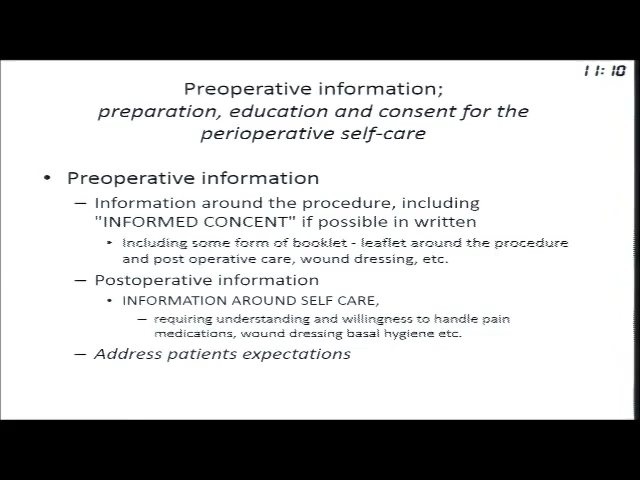 11:10
Preoperative information;
preparation, education and consent for the
perioperative self-care
• Preoperative information
– Information around the procedure, including
"INFORMED CONCENT" if possible in written
• Including some form of booklet - leaflet around the procedure
and post operative care, wound dressing, etc.
– Postoperative information
• INFORMATION AROUND SELF CARE,
– requiring understanding and willingness to handle pain
medications, wound dressing basal hygiene etc.
– Address patients expectations